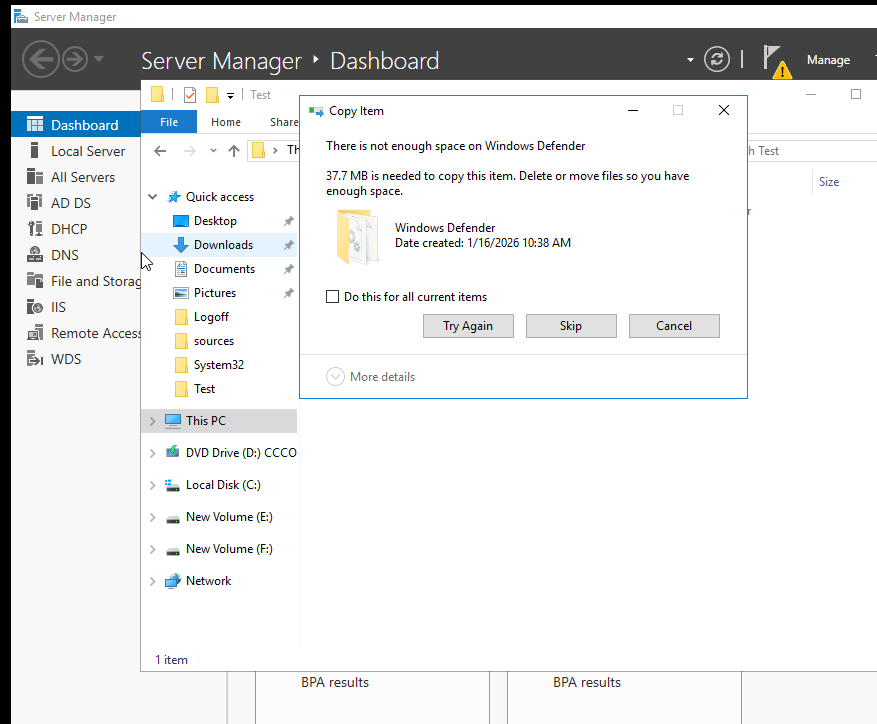 Server Manager
Server Manager ‣ Dashboard
Manage
Test
File
Home
Share
Size
Dashboard
Local Server
All Servers
AD DS
DHCP
DNS
File and Storag
IIS
Remote Access
WDS
Quick access
Desktop
Downloads
Documents
Pictures
Logoff
sources
System32
Test
This PC
DVD Drive (D:) CCCO
Local Disk (C:)
New Volume (E:)
New Volume (F:)
Network
1 item
Th
h Test
r
Copy Item
There is not enough space on Windows Defender
37.7 MB is needed to copy this item. Delete or move files so you have
enough space.
Windows Defender
Date created: 1/16/2026 10:38 AM
Do this for all current items
Try Again
Skip
Cancel
More details
BPA results
BPA results